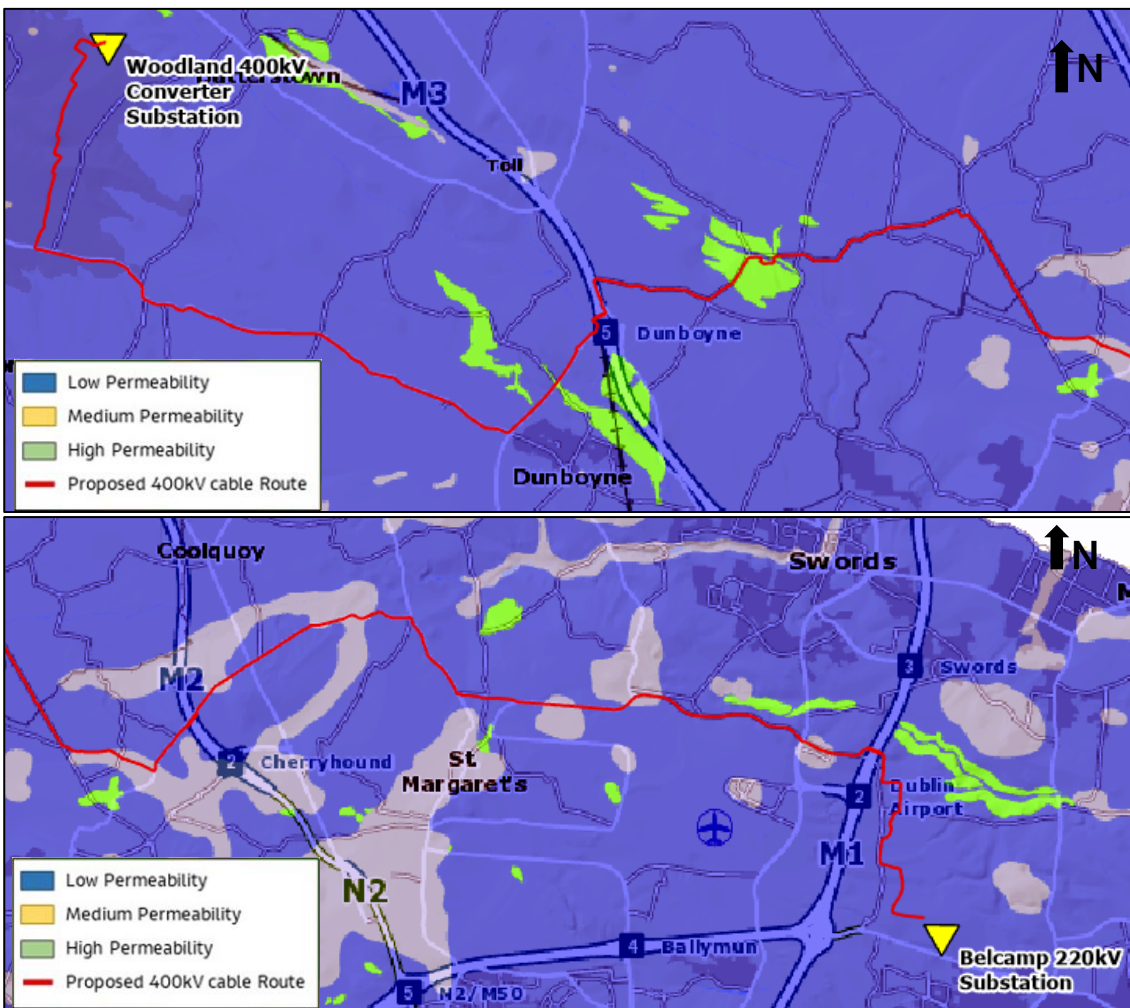 Woodland 400kV
Converter
Substation
M3
N
Toll
5 Dunboyne
Dunboyne
Low Permeability
Medium Permeability
High Permeability
Proposed 400kV cable Route
Coolquoy
Swords
N
M2
3 Swords
2 Cherryhound
St
Margaret's
2 Dublin
Airport
M1
N2
4 Ballymun
5 N2/M50
Belcamp 220kV
Substation
Low Permeability
Medium Permeability
High Permeability
Proposed 400kV cable Route